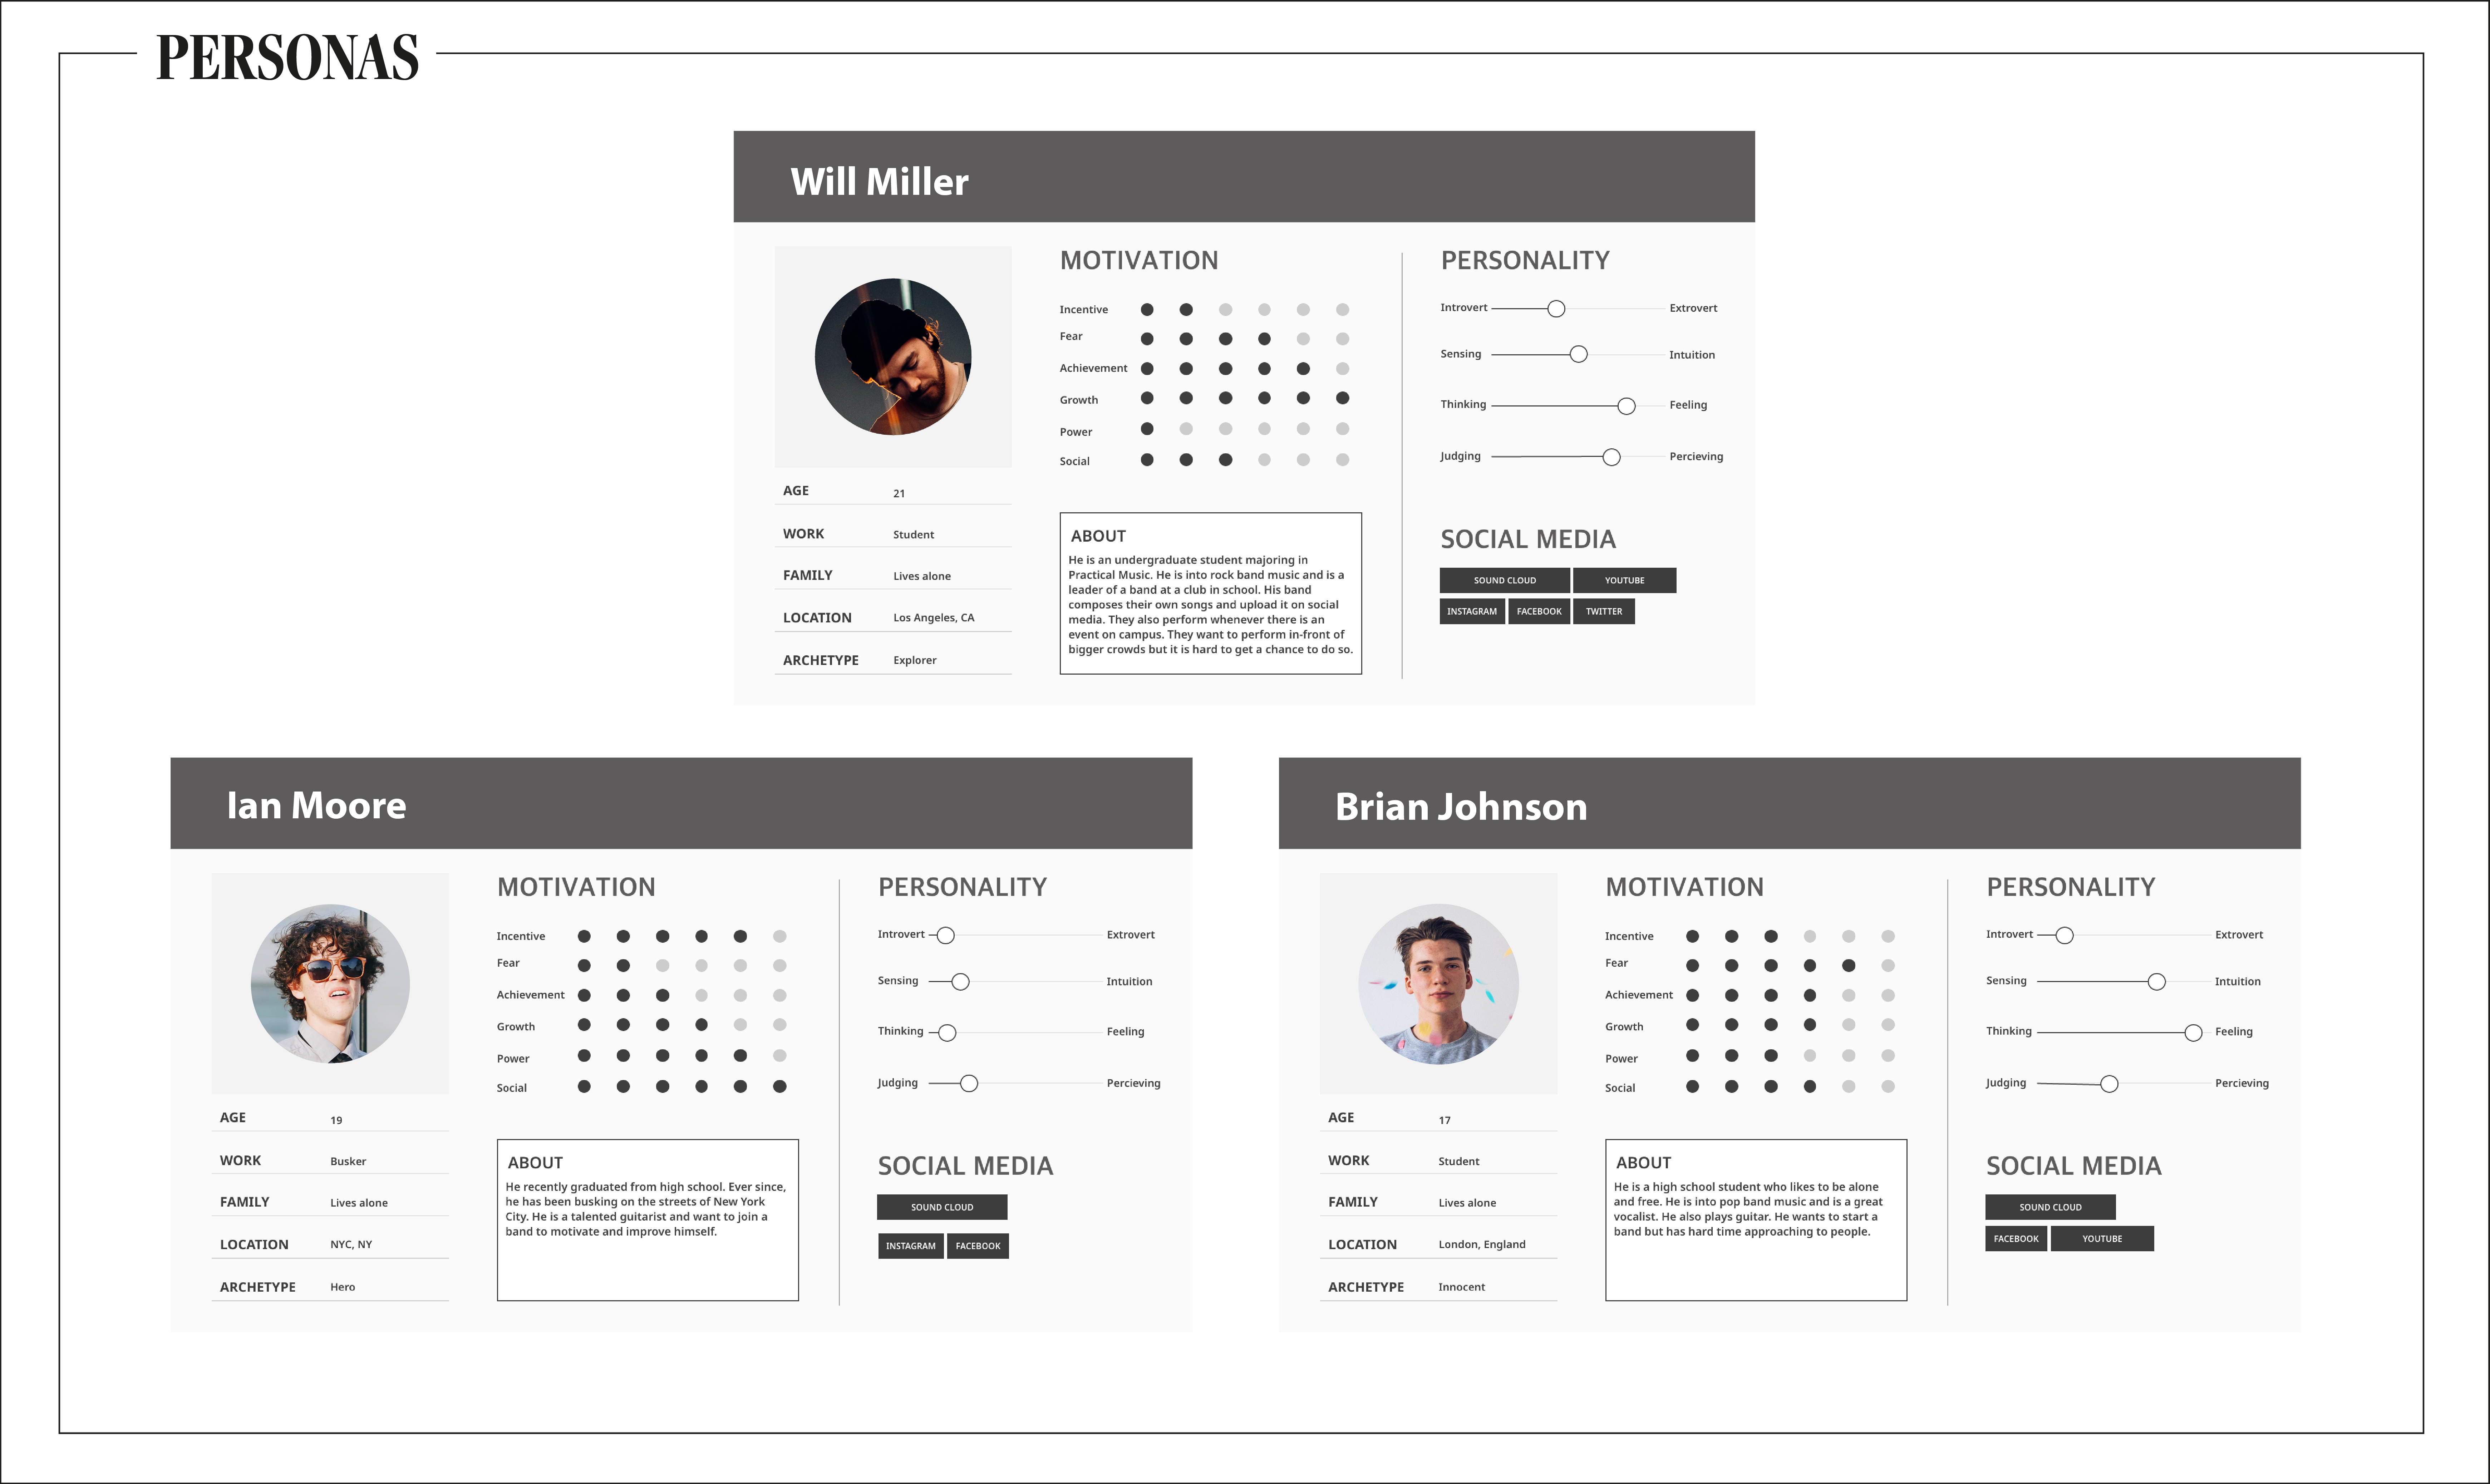 PERSONAS
Will Miller
MOTIVATION
Incentive
Fear
Achievement
Growth
Power
Social
PERSONALITY
Introvert Extrovert
Sensing Intuition
Thinking Feeling
Judging Percieving
AGE 21
WORK Student
FAMILY Lives alone
LOCATION Los Angeles, CA
ARCHETYPE Explorer
ABOUT
He is an undergraduate student majoring in
Practical Music. He is into rock band music and is a
leader of a band at a club in school. His band
composes their own songs and upload it on social
media. They also perform whenever there is an
event on campus. They want to perform in-front of
bigger crowds but it is hard to get a chance to do so.
SOCIAL MEDIA
SOUND CLOUD YOUTUBE
INSTAGRAM FACEBOOK TWITTER
Ian Moore
MOTIVATION
Incentive
Fear
Achievement
Growth
Power
Social
PERSONALITY
Introvert Extrovert
Sensing Intuition
Thinking Feeling
Judging Percieving
AGE 19
WORK Busker
FAMILY Lives alone
LOCATION NYC, NY
ARCHETYPE Hero
ABOUT
He recently graduated from high school. Ever since,
he has been busking on the streets of New York
City. He is a talented guitarist and want to join a
band to motivate and improve himself.
SOCIAL MEDIA
SOUND CLOUD
INSTAGRAM FACEBOOK
Brian Johnson
MOTIVATION
Incentive
Fear
Achievement
Growth
Power
Social
PERSONALITY
Introvert Extrovert
Sensing Intuition
Thinking Feeling
Judging Percieving
AGE 17
WORK Student
FAMILY Lives alone
LOCATION London, England
ARCHETYPE Innocent
ABOUT
He is a high school student who likes to be alone
and free. He is into pop band music and is a great
vocalist. He also plays guitar. He wants to start a
band but has hard time approaching to people.
SOCIAL MEDIA
SOUND CLOUD
FACEBOOK YOUTUBE